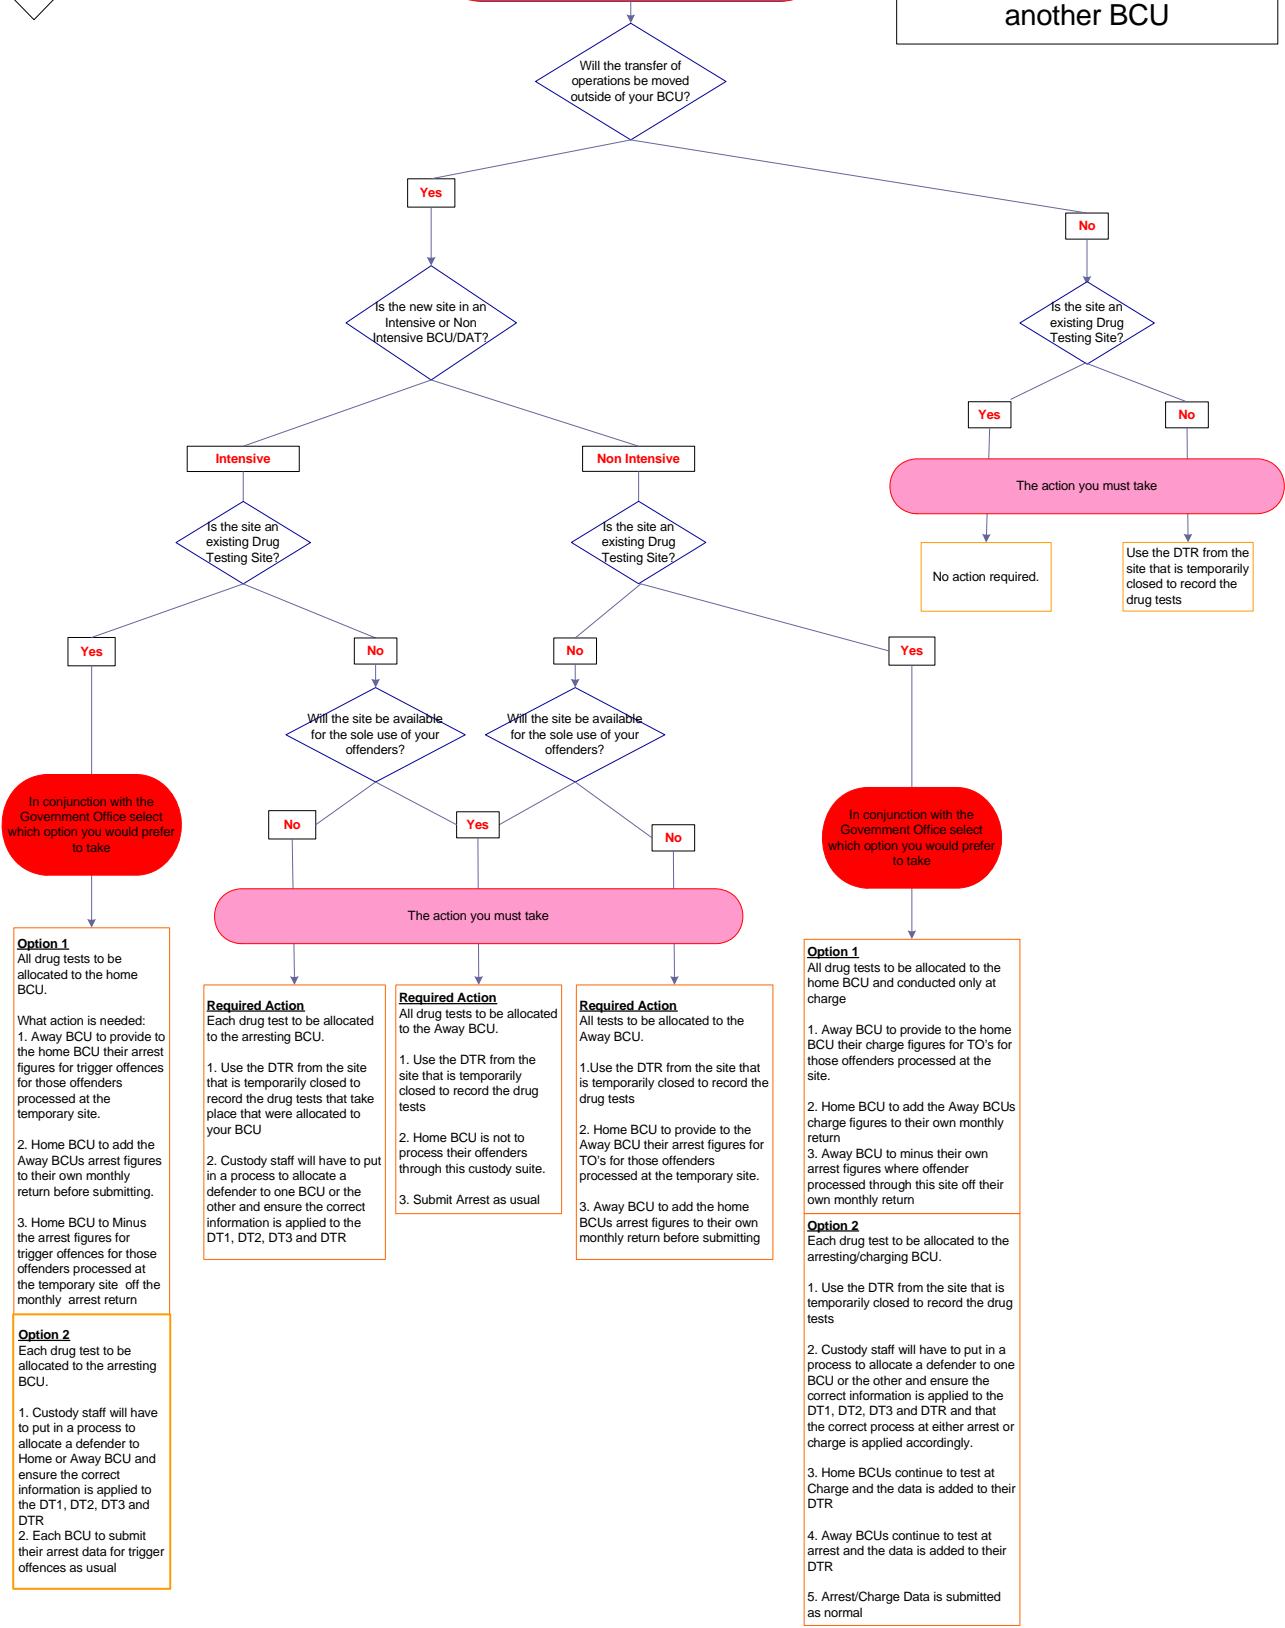 another BCU
Will the transfer of
operations be moved
outside of your BCU?
Yes
No
Is the new site in an
Intensive or Non
Intensive BCU/DAT?
Is the site an
existing Drug
Testing Site?
Yes
No
Intensive
Non Intensive
The action you must take
Is the site an
existing Drug
Testing Site?
Is the site an
existing Drug
Testing Site?
No action required.
Use the DTR from the
site that is temporarily
closed to record the
drug tests
Yes
No
No
Yes
Will the site be available
for the sole use of your
offenders?
Will the site be available
for the sole use of your
offenders?
In conjunction with the
Government Office select
which option you would prefer
to take
No
Yes
No
In conjunction with the
Government Office select
which option you would prefer
to take
The action you must take
Option 1
All drug tests to be
allocated to the home
BCU.
What action is needed:
1. Away BCU to provide to
the home BCU their arrest
figures for trigger offences
for those offenders
processed at the
temporary site.
2. Home BCU to add the
Away BCUs arrest figures
to their own monthly
return before submitting.
3. Home BCU to Minus
the arrest figures for
trigger offences for those
offenders processed at
the temporary site  off the
monthly  arrest return
Option 2
Each drug test to be
allocated to the arresting
BCU.
1. Custody staff will have
to put in a process to
allocate a defender to
Home or Away BCU and
ensure the correct
information is applied to
the DT1, DT2, DT3 and
DTR
2. Each BCU to submit
their arrest data for trigger
offences as usual
Required Action
Each drug test to be allocated
to the arresting BCU.
1. Use the DTR from the site
that is temporarily closed to
record the drug tests that take
place that were allocated to
your BCU
2. Custody staff will have to put
in a process to allocate a
defender to one BCU or the
other and ensure the correct
information is applied to the
DT1, DT2, DT3 and DTR
Required Action
All drug tests to be allocated
to the Away BCU.
1. Use the DTR from the
site that is temporarily
closed to record the drug
tests
2. Home BCU is not to
process their offenders
through this custody suite.
3. Submit Arrest as usual
Required Action
All tests to be allocated to the
Away BCU.
1.Use the DTR from the site that
is temporarily closed to record the
drug tests
2. Home BCU to provide to the
Away BCU their arrest figures for
TO's for those offenders
processed at the temporary site.
3. Away BCU to add the home
BCUs arrest figures to their own
monthly return before submitting
Option 1
All drug tests to be allocated to the
home BCU and conducted only at
charge
1. Away BCU to provide to the home
BCU their charge figures for TO's for
those offenders processed at the
site.
2. Home BCU to add the Away BCUs
charge figures to their own monthly
return
3. Away BCU to minus their own
arrest figures where offender
processed through this site off their
own monthly return
Option 2
Each drug test to be allocated to the
arresting/charging BCU.
1. Use the DTR from the site that is
temporarily closed to record the drug
tests
2. Custody staff will have to put in a
process to allocate a defender to one
BCU or the other and ensure the
correct information is applied to the
DT1, DT2, DT3 and DTR and that
the correct process at either arrest or
charge is applied accordingly.
3. Home BCUs continue to test at
Charge and the data is added to their
DTR
4. Away BCUs continue to test at
arrest and the data is added to their
DTR
5. Arrest/Charge Data is submitted
as normal